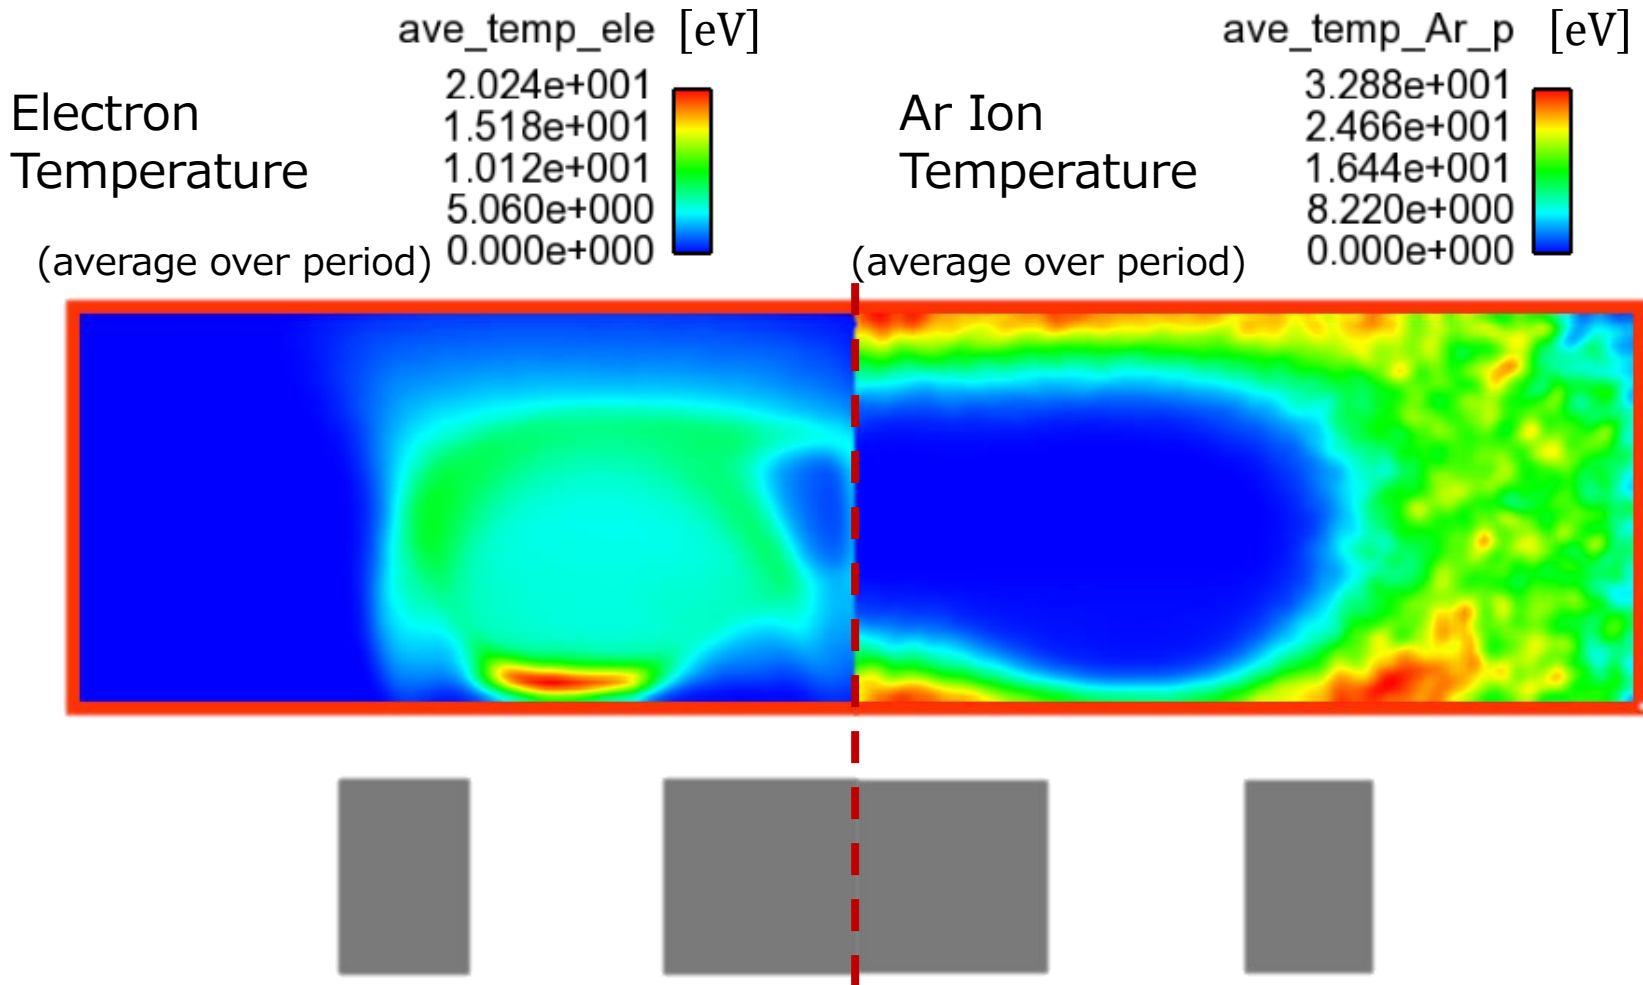 ave_temp_ele [eV]
2.024e+001
1.518e+001
1.012e+001
5.060e+000
0.000e+000
Electron
Temperature
(average over period)
ave_temp_Ar_p [eV]
3.288e+001
2.466e+001
1.644e+001
8.220e+000
0.000e+000
Ar Ion
Temperature
(average over period)